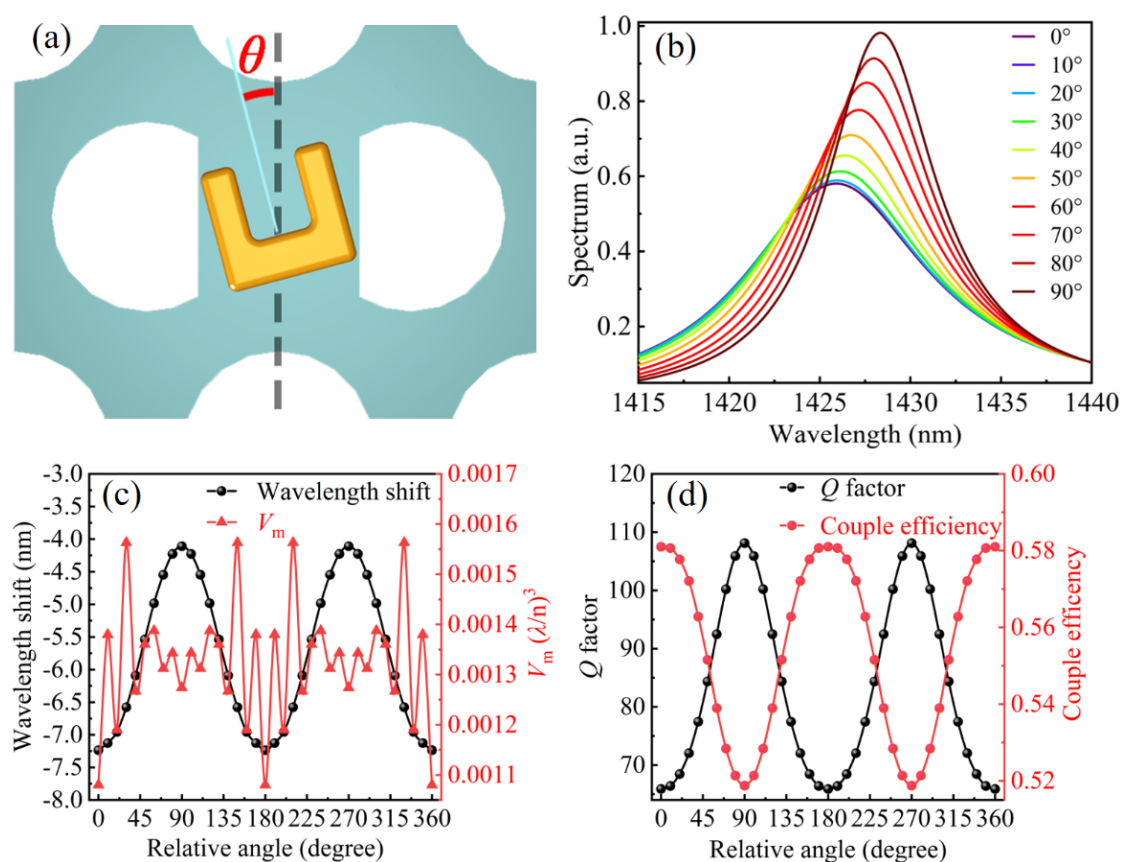 (a)
θ
(b)
Spectrum (a.u.)
1.0
0.8
0.6
0.4
0.2
1415
1420
1425
1430
1435
1440
Wavelength (nm)
0°
10°
20°
30°
40°
50°
60°
70°
80°
90°
(c)
Wavelength shift (nm)
-3.0
-3.5
-4.0
-4.5
-5.0
-5.5
-6.0
-6.5
-7.0
-7.5
-8.0
Wavelength shift
Vm
0.0017
0.0016
0.0015
0.0014
0.0013
0.0012
0.0011
Vm (λ/n)³
0 45 90 135 180 225 270 315 360
Relative angle (degree)
(d)
Q factor
120
110
100
90
80
70
Q factor
Couple efficiency
0.60
0.58
0.56
0.54
0.52
Couple efficency
0 45 90 135 180 225 270 315 360
Relative angle (degree)